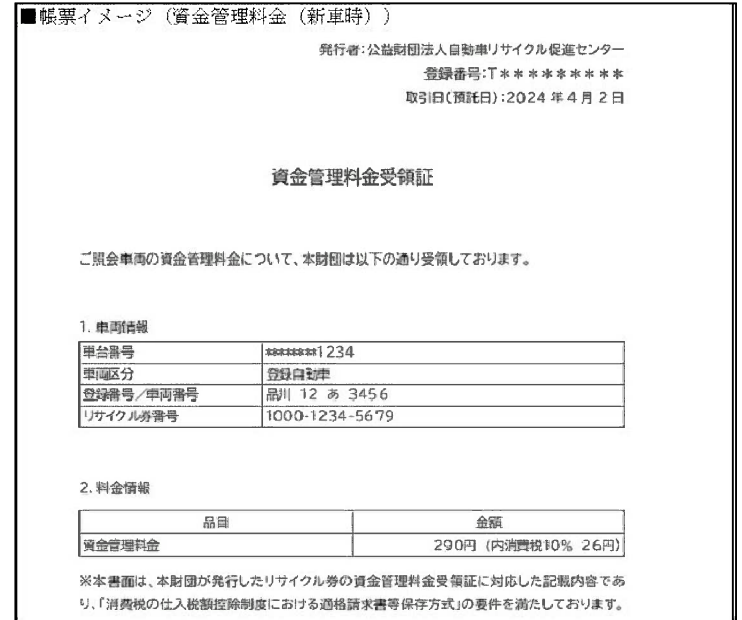 ■帳票イメージ（資金管理料金（新車時））
発行者:公益財団法人自動車リサイクル促進センター
登録番号:T＊＊＊＊＊＊＊＊＊
取引日(預託日):2024年4月2日
資金管理料金受領証
ご照会車両の資金管理料金について、本財団は以下の通り受領しております。
1. 車両情報
車台番号 ********1234
車両区分 登録自動車
登録番号／車両番号 品川 12 あ 3456
リサイクル券番号 1000-1234-5679
2. 料金情報
品目 金額
資金管理料金 290円 (内消費税10% 26円)
※本書面は、本財団が発行したリサイクル券の資金管理料金受領証に対応した記載内容であ
り、「消費税の仕入税額控除制度における適格請求書等保存方式」の要件を満たしております。